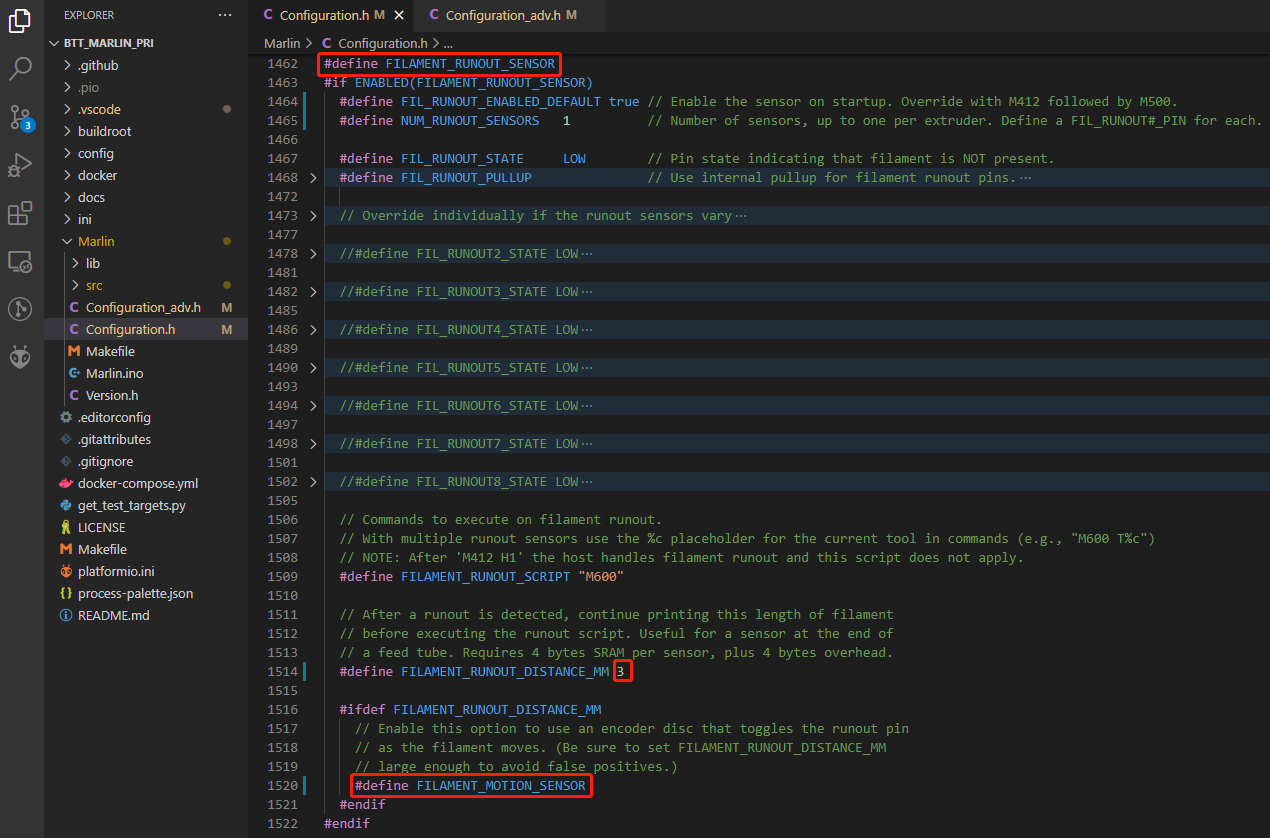 EXPLORER ···
BTT_MARLIN_PRI
.github
.pio
.vscode
buildroot
config
docker
docs
ini
Marlin
lib
src
C Configuration_adv.h M
C Configuration.h M
M Makefile
C+ Marlin.ino
C Version.h
.editorconfig
.gitattributes
.gitignore
docker-compose.yml
get_test_targets.py
LICENSE
M Makefile
platformio.ini
{} process-palette.json
README.md
3
C Configuration.h M ×
C Configuration_adv.h M
Marlin > C Configuration.h > ...
1462 #define FILAMENT_RUNOUT_SENSOR
1463 #if ENABLED(FILAMENT_RUNOUT_SENSOR)
1464 #define FIL_RUNOUT_ENABLED_DEFAULT true // Enable the sensor on startup. Override with M412 followed by M500.
1465 #define NUM_RUNOUT_SENSORS 1 // Number of sensors, up to one per extruder. Define a FIL_RUNOUT#_PIN for each.
1466
1467 #define FIL_RUNOUT_STATE LOW // Pin state indicating that filament is NOT present.
1468 #define FIL_RUNOUT_PULLUP // Use internal pullup for filament runout pins.···
1472
1473 // Override individually if the runout sensors vary···
1477
1478 //#define FIL_RUNOUT2_STATE LOW···
1481
1482 //#define FIL_RUNOUT3_STATE LOW···
1485
1486 //#define FIL_RUNOUT4_STATE LOW···
1489
1490 //#define FIL_RUNOUT5_STATE LOW···
1493
1494 //#define FIL_RUNOUT6_STATE LOW···
1497
1498 //#define FIL_RUNOUT7_STATE LOW···
1501
1502 //#define FIL_RUNOUT8_STATE LOW···
1505
1506 // Commands to execute on filament runout.
1507 // With multiple runout sensors use the %c placeholder for the current tool in commands (e.g., "M600 T%c")
1508 // NOTE: After 'M412 H1' the host handles filament runout and this script does not apply.
1509 #define FILAMENT_RUNOUT_SCRIPT "M600"
1510
1511 // After a runout is detected, continue printing this length of filament
1512 // before executing the runout script. Useful for a sensor at the end of
1513 // a feed tube. Requires 4 bytes SRAM per sensor, plus 4 bytes overhead.
1514 #define FILAMENT_RUNOUT_DISTANCE_MM 3
1515
1516 #ifdef FILAMENT_RUNOUT_DISTANCE_MM
1517 // Enable this option to use an encoder disc that toggles the runout pin
1518 // as the filament moves. (Be sure to set FILAMENT_RUNOUT_DISTANCE_MM
1519 // large enough to avoid false positives.)
1520 #define FILAMENT_MOTION_SENSOR
1521 #endif
1522 #endif